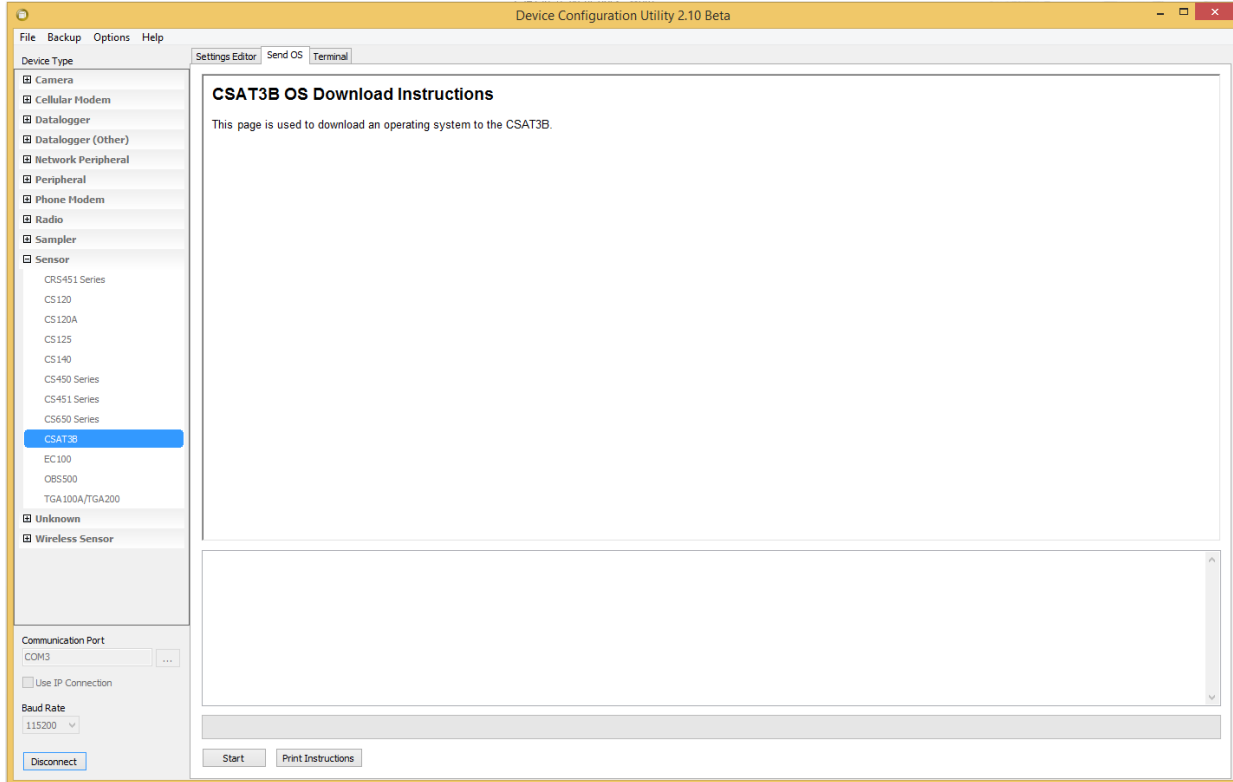 Device Configuration Utility 2.10 Beta
File Backup Options Help
Device Type
Settings Editor Send OS Terminal
Camera
Cellular Modem
Datalogger
Datalogger (Other)
Network Peripheral
Peripheral
Phone Modem
Radio
Sampler
Sensor
CRS451 Series
CS120
CS120A
CS125
CS140
CS450 Series
CS451 Series
CS650 Series
CSAT3B
EC100
OBS500
TGA100A/TGA200
Unknown
Wireless Sensor
Communication Port
COM3
...
Use IP Connection
Baud Rate
115200
Disconnect
CSAT3B OS Download Instructions
This page is used to download an operating system to the CSAT3B.
Start Print Instructions